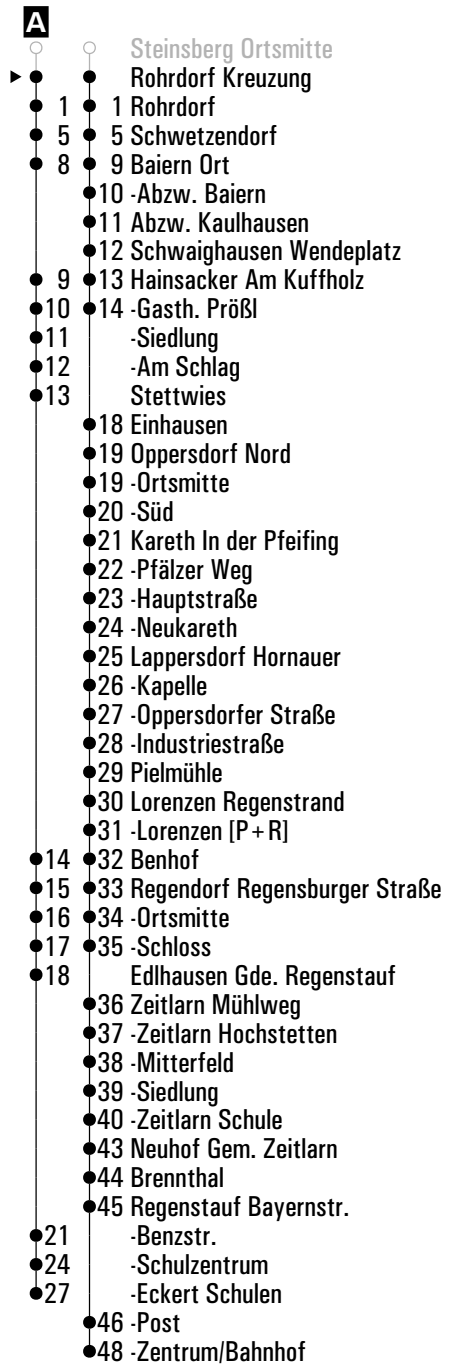 A
Steinsberg Ortsmitte
Rohrdorf Kreuzung
1 1 Rohrdorf
5 5 Schwetzendorf
8 9 Baiern Ort
10 -Abzw. Baiern
11 Abzw. Kaulhausen
12 Schwaighausen Wendeplatz
9 13 Hainsacker Am Kuffholz
10 14 -Gasth. Prößl
11 -Siedlung
12 -Am Schlag
13 Stettwies
18 Einhausen
19 Oppersdorf Nord
19 -Ortsmitte
20 -Süd
21 Kareth In der Pfeifing
22 -Pfälzer Weg
23 -Hauptstraße
24 -Neukareth
25 Lappersdorf Hornauer
26 -Kapelle
27 -Oppersdorfer Straße
28 -Industriestraße
29 Pielmühle
30 Lorenzen Regenstrand
31 -Lorenzen [P+R]
14 32 Benhof
15 33 Regendorf Regensburger Straße
16 34 -Ortsmitte
17 35 -Schloss
18 Edlhausen Gde. Regenstauf
36 Zeitlarn Mühlweg
37 -Zeitlarn Hochstetten
38 -Mitterfeld
39 -Siedlung
40 -Zeitlarn Schule
43 Neuhof Gem. Zeitlarn
44 Brennthal
45 Regenstauf Bayernstr.
21 -Benzstr.
24 -Schulzentrum
27 -Eckert Schulen
46 -Post
48 -Zentrum/Bahnhof